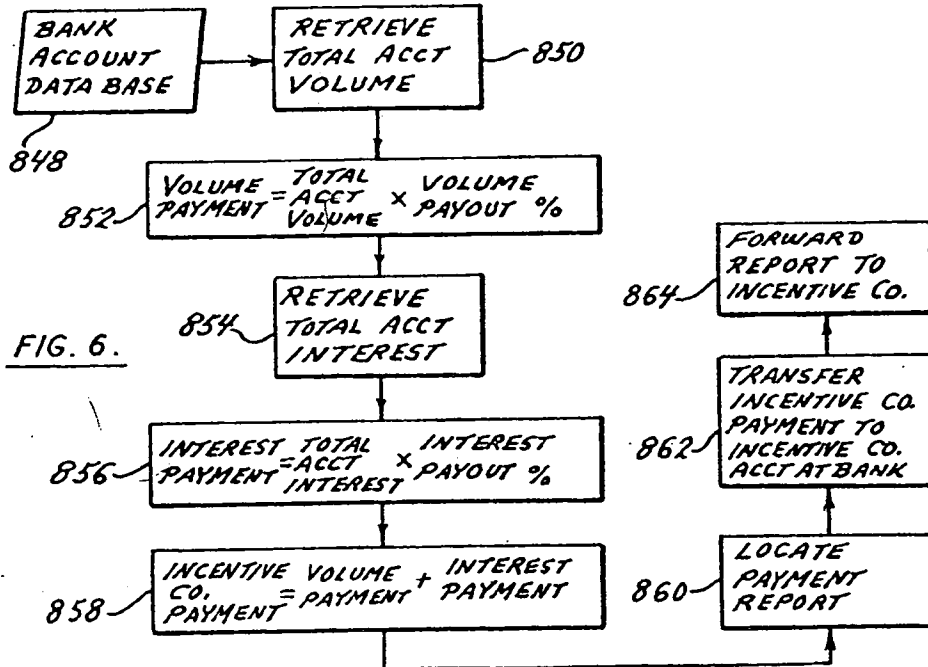 BANK
ACCOUNT
DATA BASE
848
RETRIEVE
TOTAL ACCT
VOLUME
850
VOLUME
PAYMENT = TOTAL
ACCT
VOLUME × VOLUME
PAYOUT %
852
RETRIEVE
TOTAL ACCT
INTEREST
854
FIG. 6.
INTEREST
PAYMENT = TOTAL
ACCT
INTEREST × INTEREST
PAYOUT %
856
INCENTIVE
CO.
PAYMENT = VOLUME
PAYMENT + INTEREST
PAYMENT
858
LOCATE
PAYMENT
REPORT
860
TRANSFER
INCENTIVE CO.
PAYMENT TO
INCENTIVE CO.
ACCT AT BANK
862
FORWARD
REPORT TO
INCENTIVE CO.
864